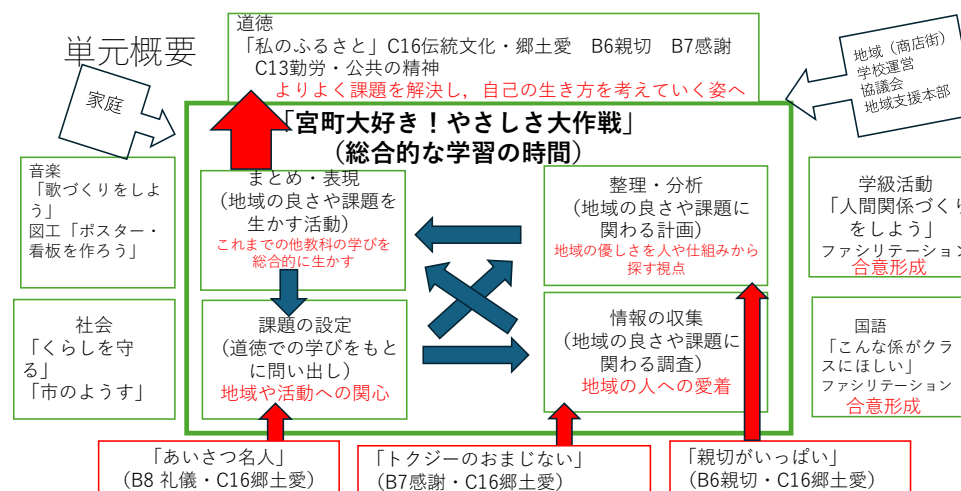 単元概要
道徳
「私のふるさと」C16伝統文化・郷土愛　B6親切　B7感謝
C13勤労・公共の精神
よりよく課題を解決し，自己の生き方を考えていく姿へ
家庭
地域（商店街）
学校運営
協議会
地域支援本部
「宮町大好き！やさしさ大作戦」
（総合的な学習の時間）
音楽
「歌づくりをしよ
う」
図工「ポスター・
看板を作ろう」
まとめ・表現
(地域の良さや課題を
生かす活動)
これまでの他教科の学びを
総合的に生かす
整理・分析
(地域の良さや課題に
関わる計画)
地域の優しさを人や仕組みから
探す視点
学級活動
「人間関係づくり
をしよう」
ファシリテーション
合意形成
社会
「くらしを守
る」
「市のようす」
課題の設定
(道徳での学びをもと
に問い出し)
地域や活動への関心
情報の収集
(地域の良さや課題に
関わる調査)
地域の人への愛着
国語
「こんな係がクラ
スにほしい」
ファシリテーション
合意形成
「あいさつ名人」
(B8 礼儀・C16郷土愛)
「トクジーのおまじない」
(B7感謝・C16郷土愛)
「親切がいっぱい」
(B6親切・C16郷土愛)